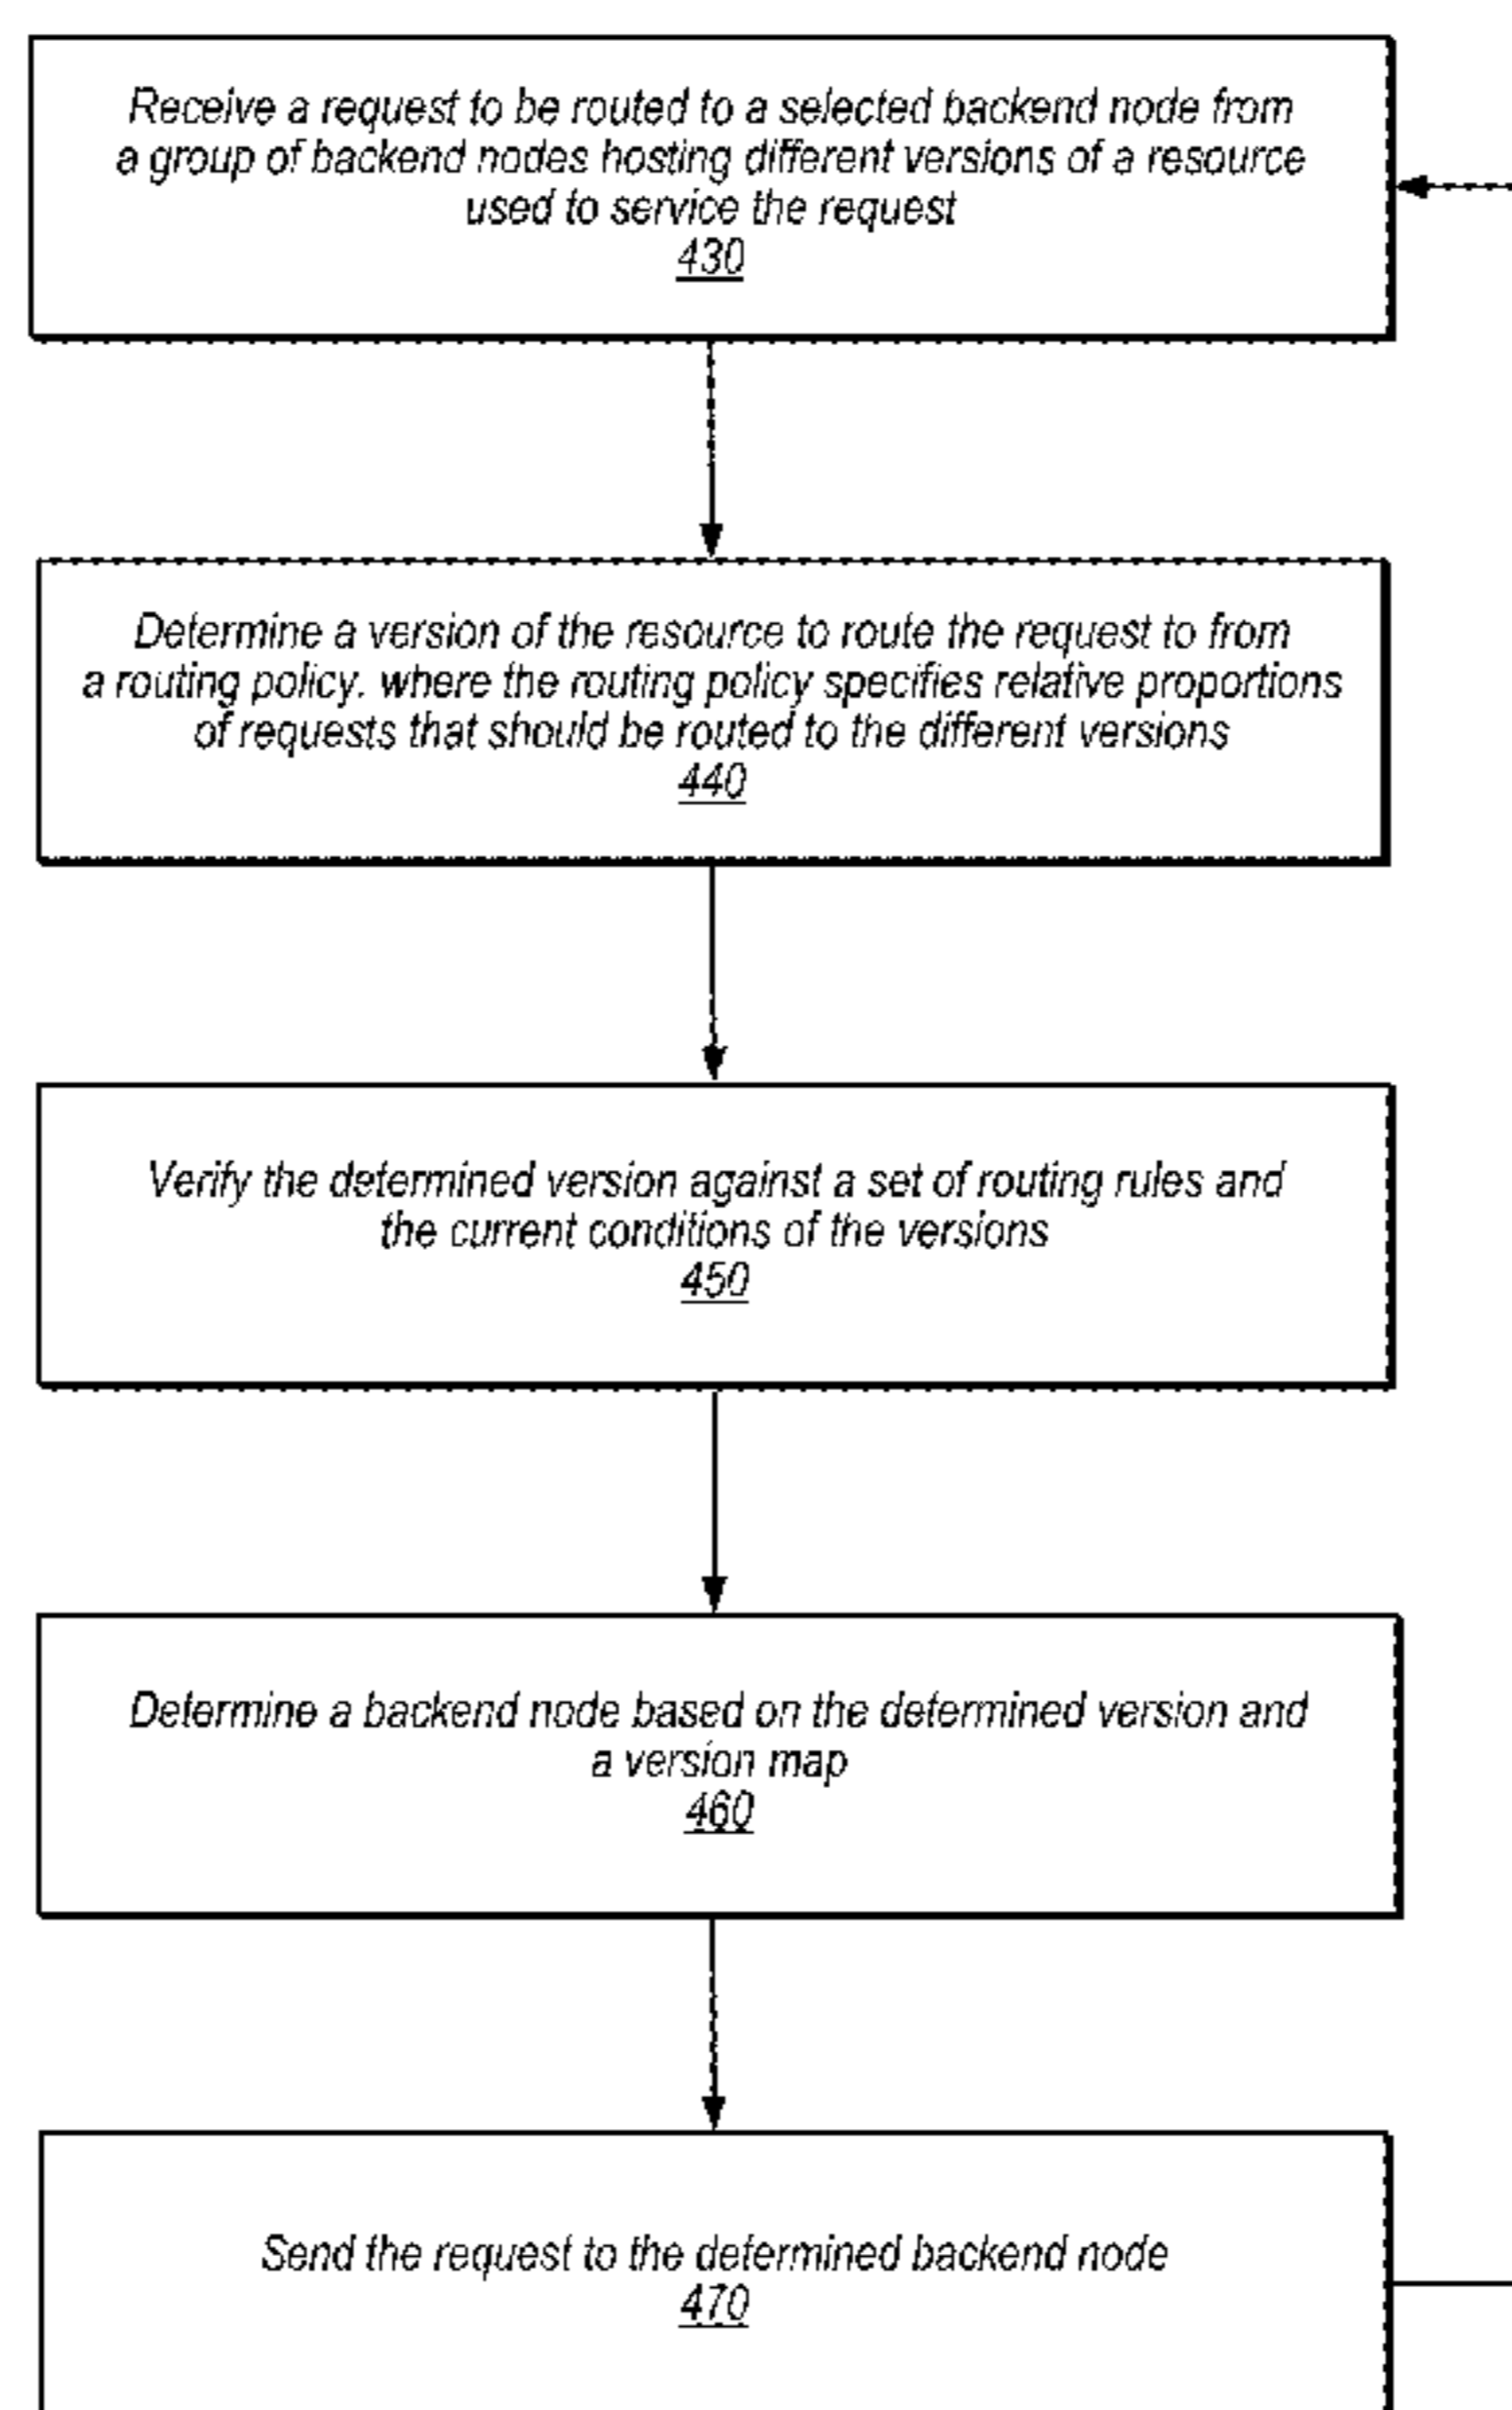 Receive a request to be routed to a selected backend node from
a group of backend nodes hosting different versions of a resource
used to service the request
430
Determine a version of the resource to route the request to from
a routing policy. where the routing policy specifies relative proportions
of requests that should be routed to the different versions
440
Verify the determined version against a set of routing rules and
the current conditions of the versions
450
Determine a backend node based on the determined version and
a version map
460
Send the request to the determined backend node
470